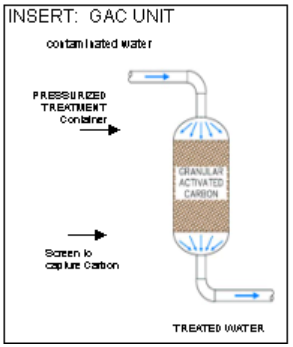 INSERT: GAC UNIT
contaminated water
PRESSURIZED
TREATMENT
Container
GRANULAR
ACTIVATED
CARBON
Screen to
capture Carbon
TREATED WATER